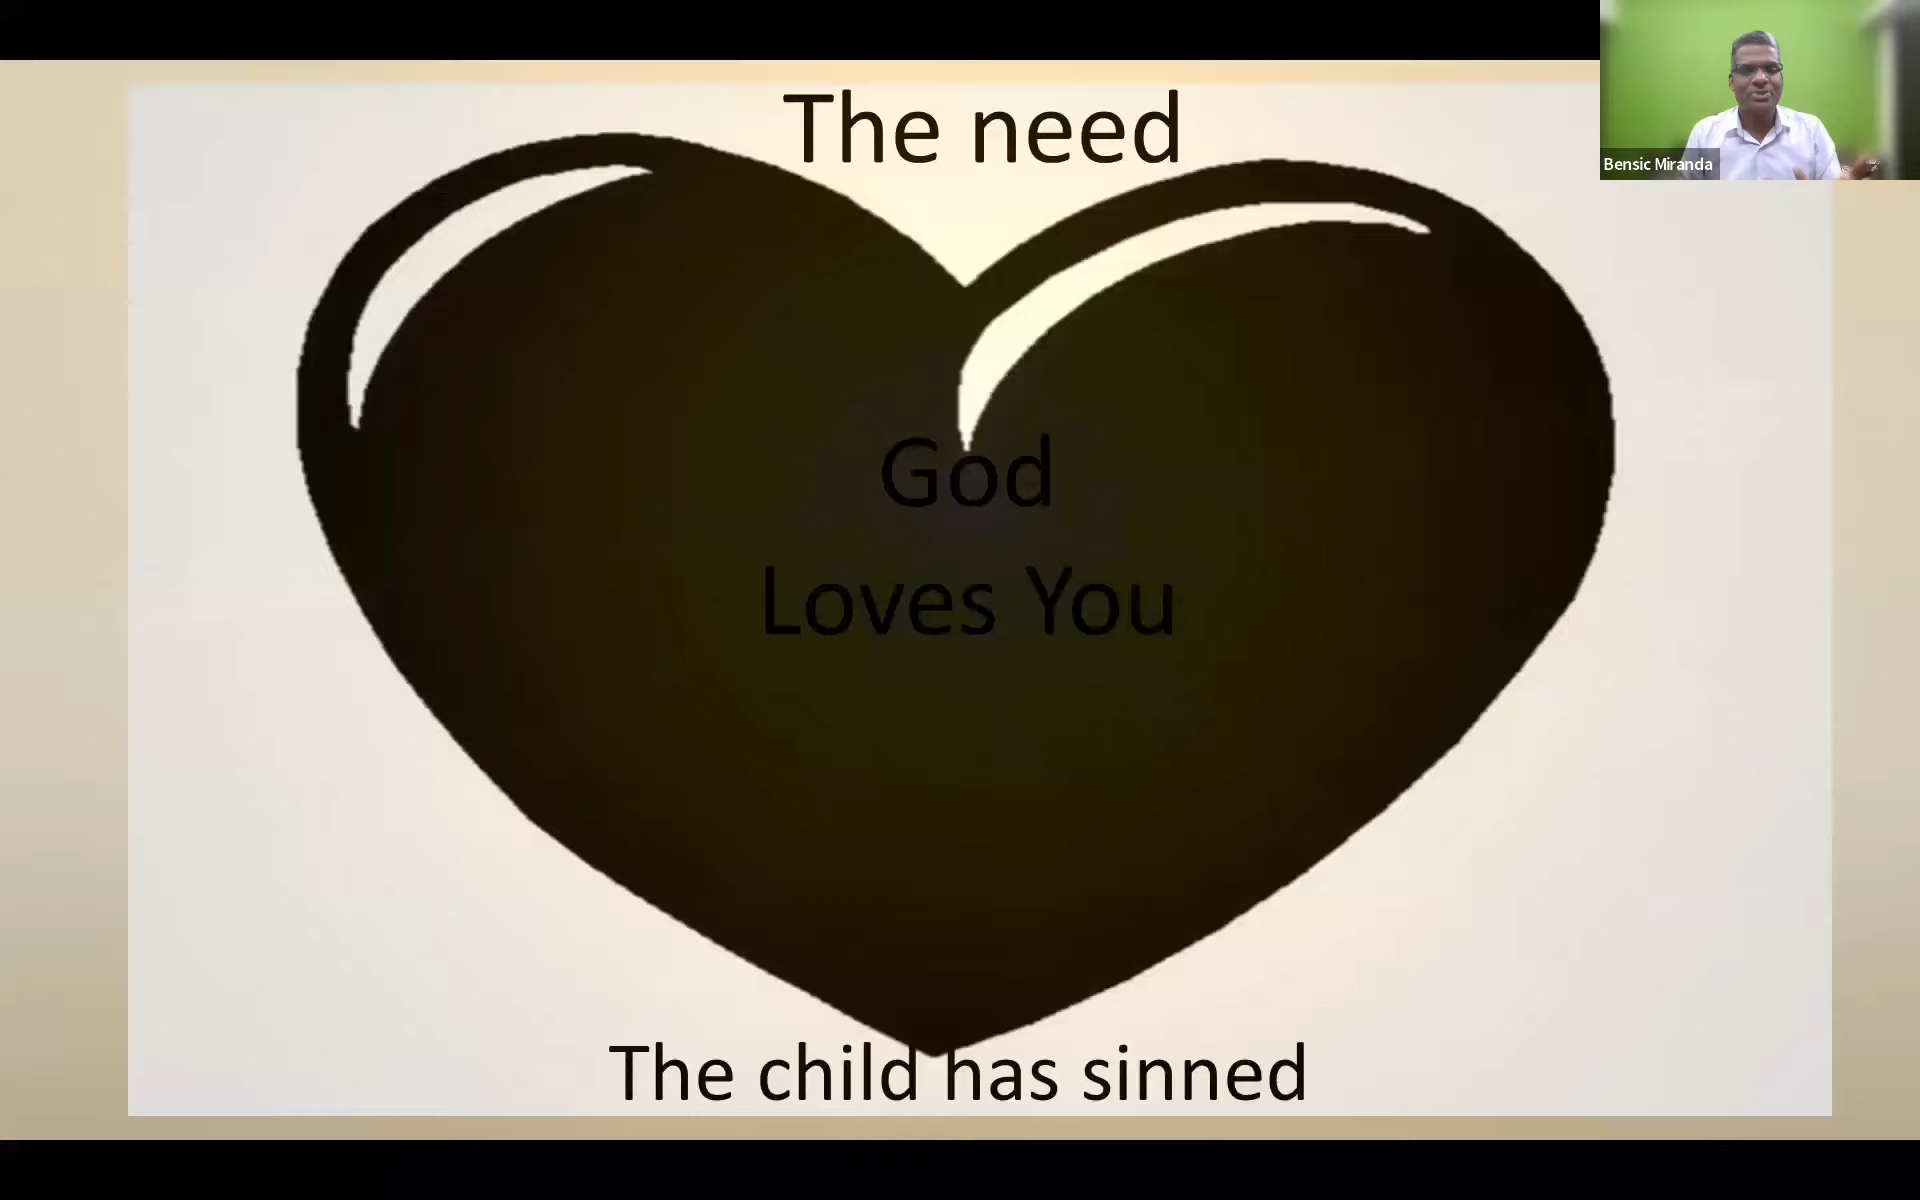 The need
Bensic Miranda
God
Loves You
The child has sinned